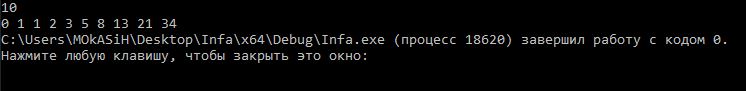 10
0 1 1 2 3 5 8 13 21 34
C:\Users\MOkASiH\Desktop\Infa\x64\Debug\Infa.exe (процесс 18620) завершил работу с кодом 0.
Нажмите любую клавишу, чтобы закрыть это окно: